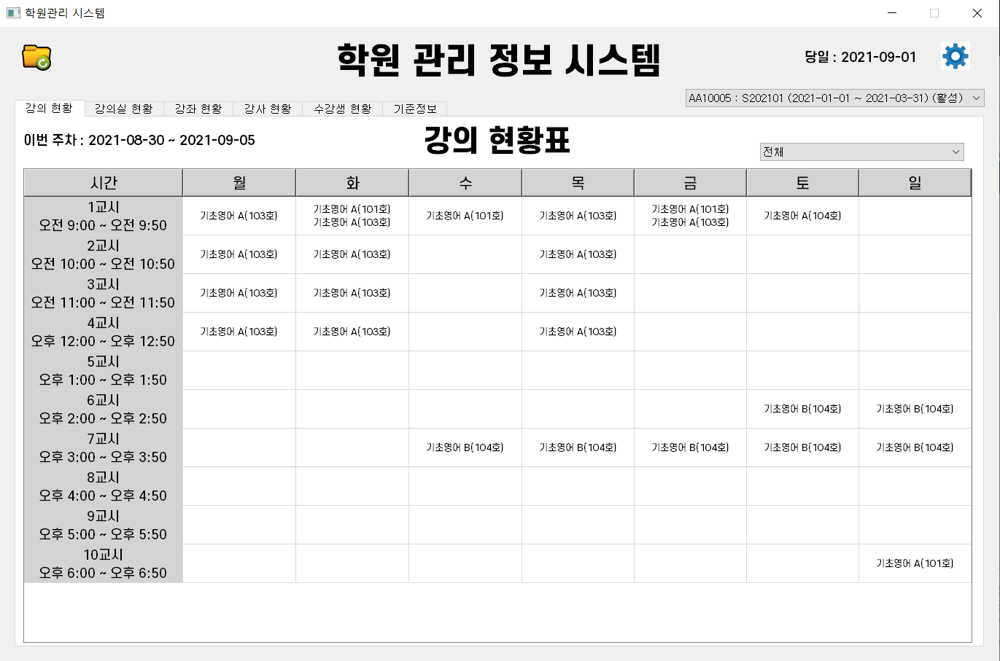 학원관리 시스템
학원 관리 정보 시스템
당일 : 2021-09-01
AA10005 : S202101 (2021-01-01 ~ 2021-03-31) (활성)
강의 현황 강의실 현황 강좌 현황 강사 현황 수강생 현황 기준정보
이번 주차 : 2021-08-30 ~ 2021-09-05
강의 현황표
전체
시간 월 화 수 목 금 토 일
1교시
오전 9:00 ~ 오전 9:50
기초영어 A(103호)
기초영어 A(101호)
기초영어 A(103호)
기초영어 A(101호)
기초영어 A(103호)
기초영어 A(101호)
기초영어 A(103호)
기초영어 A(104호)
2교시
오전 10:00 ~ 오전 10:50
기초영어 A(103호) 기초영어 A(103호) 기초영어 A(103호)
3교시
오전 11:00 ~ 오전 11:50
기초영어 A(103호) 기초영어 A(103호) 기초영어 A(103호)
4교시
오후 12:00 ~ 오후 12:50
기초영어 A(103호) 기초영어 A(103호) 기초영어 A(103호)
5교시
오후 1:00 ~ 오후 1:50
6교시
오후 2:00 ~ 오후 2:50
기초영어 B(104호) 기초영어 B(104호)
7교시
오후 3:00 ~ 오후 3:50
기초영어 B(104호) 기초영어 B(104호) 기초영어 B(104호) 기초영어 B(104호) 기초영어 B(104호)
8교시
오후 4:00 ~ 오후 4:50
9교시
오후 5:00 ~ 오후 5:50
10교시
오후 6:00 ~ 오후 6:50
기초영어 A(101호)